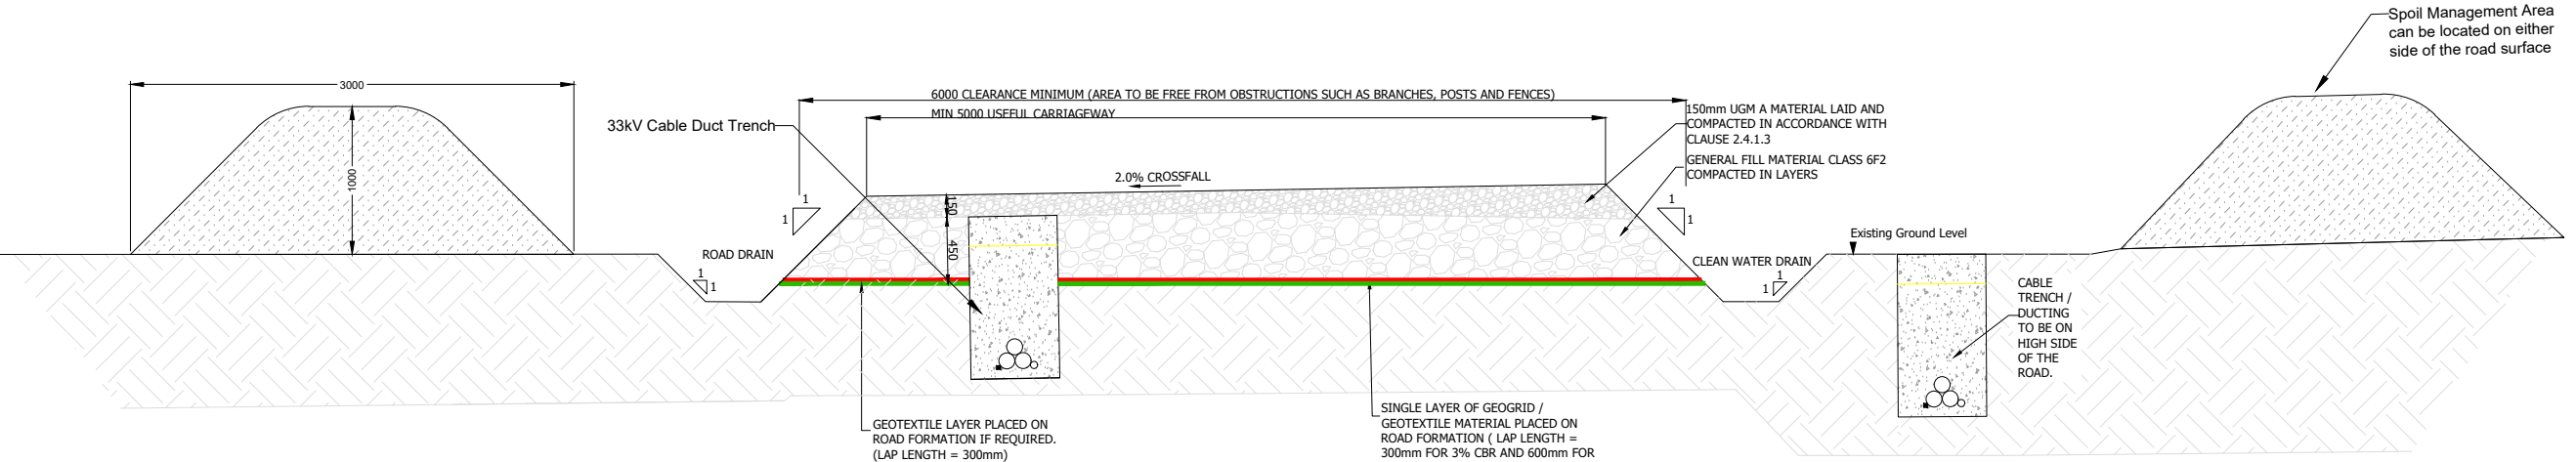 Spoil Management Area
can be located on either
side of the road surface
3000
6000 CLEARANCE MINIMUM (AREA TO BE FREE FROM OBSTRUCTIONS SUCH AS BRANCHES, POSTS AND FENCES)
MIN 5000 USEFUL CARRIAGEWAY
150mm UGM A MATERIAL LAID AND
COMPACTED IN ACCORDANCE WITH
CLAUSE 2.4.1.3
33kV Cable Duct Trench
GENERAL FILL MATERIAL CLASS 6F2
COMPACTED IN LAYERS
2.0% CROSSFALL
1000
1
1
150
1
1
450
ROAD DRAIN
1
1
CLEAN WATER DRAIN
1
1
Existing Ground Level
CABLE
TRENCH /
DUCTING
TO BE ON
HIGH SIDE
OF THE
ROAD.
GEOTEXTILE LAYER PLACED ON
ROAD FORMATION IF REQUIRED.
(LAP LENGTH = 300mm)
SINGLE LAYER OF GEOGRID /
GEOTEXTILE MATERIAL PLACED ON
ROAD FORMATION ( LAP LENGTH =
300mm FOR 3% CBR AND 600mm FOR